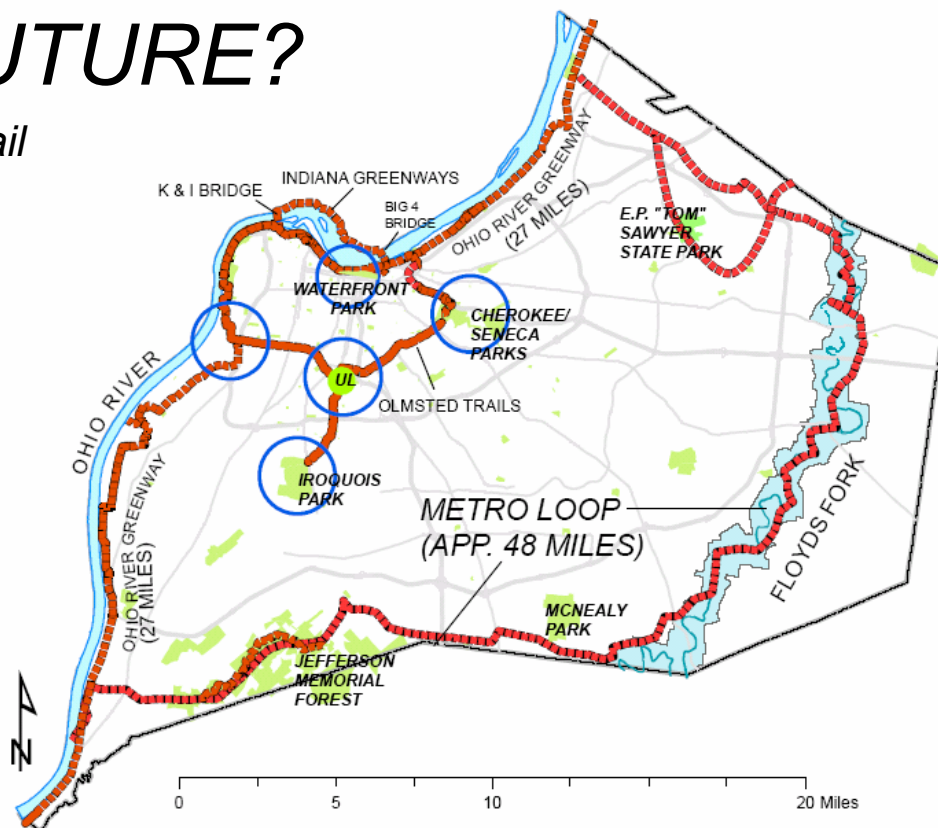 UTURE?
ail
K & I BRIDGE
INDIANA GREENWAYS
BIG 4
BRIDGE
OHIO RIVER GREENWAY
(27 MILES)
E.P. "TOM"
SAWYER
STATE PARK
WATERFRONT
PARK
CHEROKEE/
SENECA
PARKS
OHIO RIVER
UL
OLMSTED TRAILS
IROQUOIS
PARK
METRO LOOP
(APP. 48 MILES)
FLOYDS FORK
OHIO RIVER GREENWAY
(27 MILES)
MCNEALY
PARK
JEFFERSON
MEMORIAL
FOREST
N
0 5 10 20 Miles